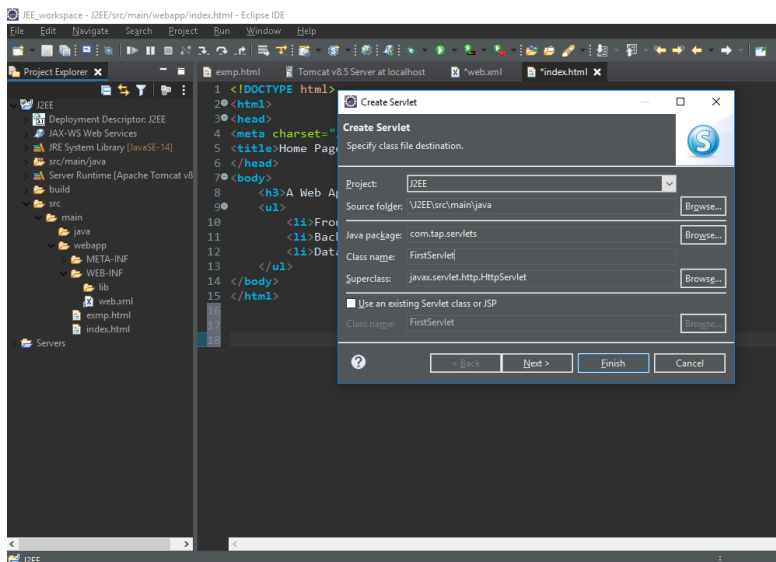 JEE_workspace - J2EE/src/main/webapp/index.html - Eclipse IDE
File Edit Navigate Search Project Run Window Help
Project Explorer
exmp.html Tomcat v8.5 Server at localhost *web.xml *index.html
J2EE
Deployment Descriptor: J2EE
JAX-WS Web Services
JRE System Library [JavaSE-14]
src/main/java
Server Runtime [Apache Tomcat v8
build
src
main
java
webapp
META-INF
WEB-INF
lib
web.xml
exmp.html
index.html
Servers
1 <!DOCTYPE html>
2 <html>
3 <head>
4 <meta charset="
5 <title>Home Pag
6 </head>
7 <body>
8 <h3>A Web Ap
9 <ul>
10 <li>Fro
11 <li>Bac
12 <li>Dat
13 </ul>
14 </body>
15 </html>
16
17
18
Create Servlet
Create Servlet
Specify class file destination.
S
Project: J2EE
Source folder: \J2EE\src\main\java Browse...
Java package: com.tap.servlets Browse...
Class name: FirstServlet
Superclass: javax.servlet.http.HttpServlet Browse...
Use an existing Servlet class or JSP
Class name: FirstServlet Browse...
? < Back Next > Finish Cancel
J2EE